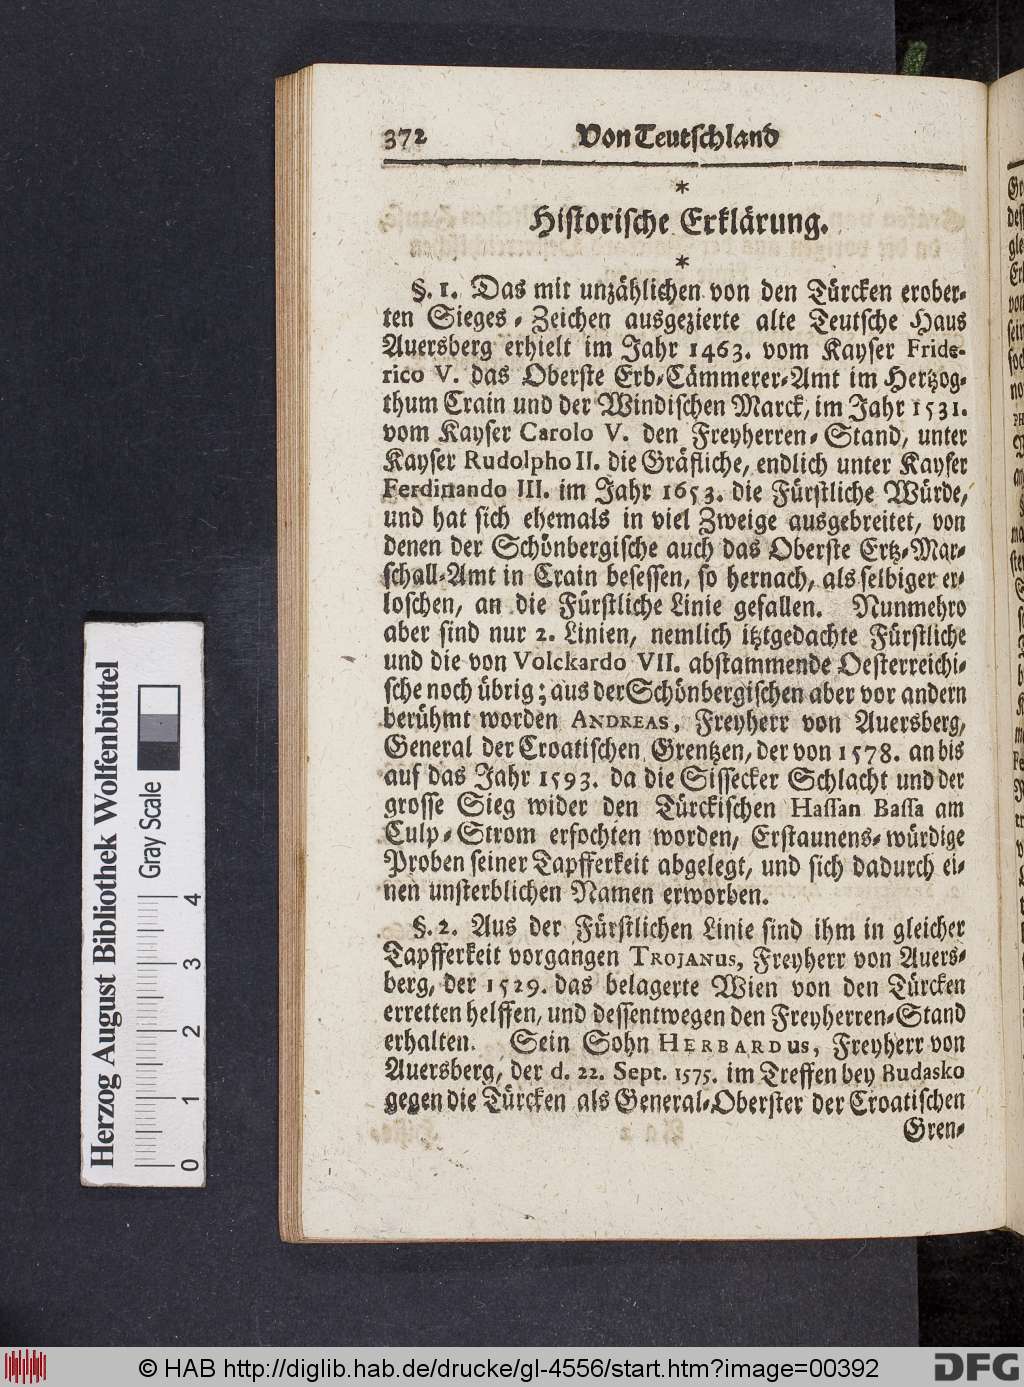 372 Von Teutschland
*
Historische Erklärung.
*
§. 1. Das mit unzählichen von den Türcken erober-
ten Sieges-Zeichen ausgezierte alte Teutsche Haus
Auersberg erhielt im Jahr 1463. vom Kayser Fride-
rico V. das Oberste Erb-Cämmerer-Amt im Hertzog-
thum Crain und der Windischen Marck, im Jahr 1531.
vom Kayser Carolo V. den Freyherren-Stand, unter
Kayser Rudolpho II. die Gräfliche, endlich unter Kayser
Ferdinando III. im Jahr 1653. die Fürstliche Würde,
und hat sich ehemals in viel Zweige ausgebreitet, von
denen der Schönbergische auch das Oberste Ertz-Mar-
schall-Amt in Crain besessen, so hernach, als selbiger er-
loschen, an die Fürstliche Linie gefallen. Nunmehro
aber sind nur 2. Linien, nemlich itztgedachte Fürstliche
und die von Volckardo VII. abstammende Oesterreichi-
sche noch übrig; aus der Schönbergischen aber vor andern
berühmt worden ANDREAS, Freyherr von Auersberg,
General der Croatischen Grentzen, der von 1578. an bis
auf das Jahr 1593. da die Sissecker Schlacht und der
grosse Sieg wider den Türckischen Hassan Bassa am
Culp-Strom erfochten worden, Erstaunens-würdige
Proben seiner Tapfferkeit abgelegt, und sich dadurch ei-
nen unsterblichen Namen erworben.
§. 2. Aus der Fürstlichen Linie sind ihm in gleicher
Tapfferkeit vorgangen TROJANUS, Freyherr von Auers-
berg, der 1529. das belagerte Wien von den Türcken
erretten helffen, und dessentwegen den Freyherren-Stand
erhalten. Sein Sohn HERBARDUS, Freyherr von
Auersberg, der d. 22. Sept. 1575. im Treffen bey Budasko
gegen die Türcken als General-Oberster der Croatischen
Gren-
Herzog August Bibliothek Wolfenbüttel
Gray Scale
0 1 2 3 4
© HAB http://diglib.hab.de/drucke/gl-4556/start.htm?image=00392
DFG